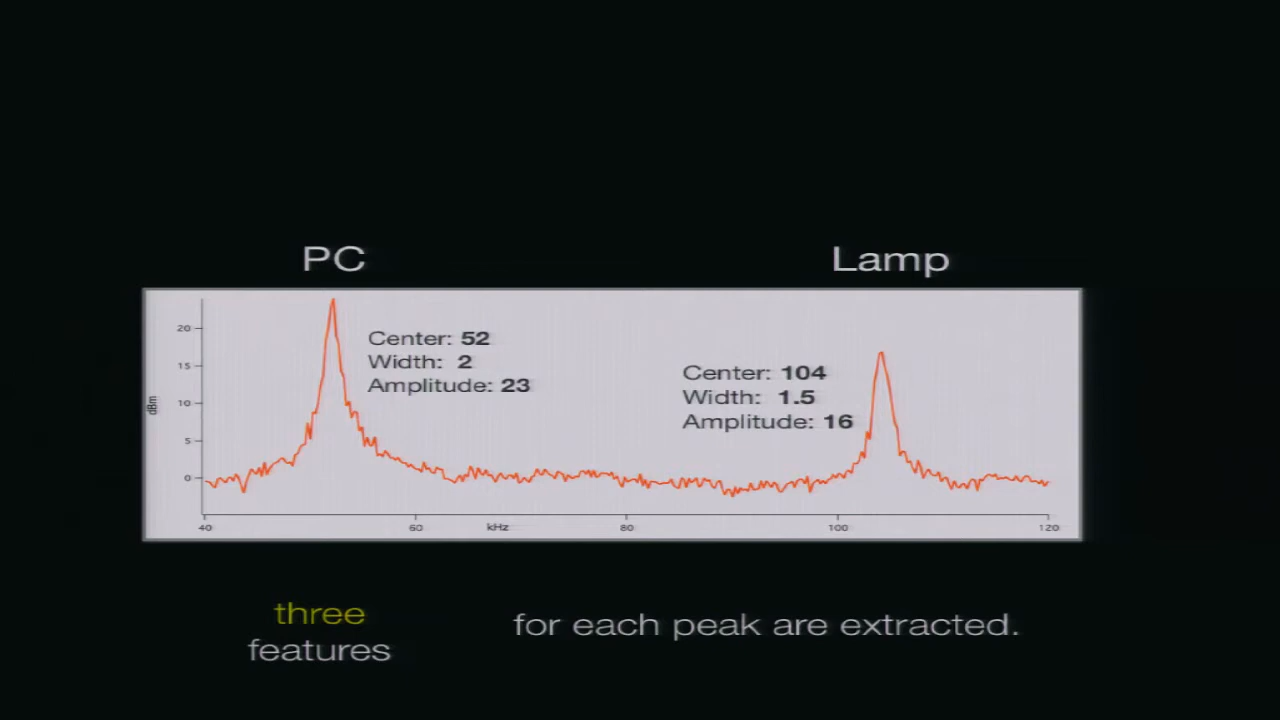 PC
Lamp
Center: 52
Width: 2
Amplitude: 23
Center: 104
Width: 1.5
Amplitude: 16
20
15
10
5
0
dBm
40
60
kHz
80
100
120
three
features
for each peak are extracted.